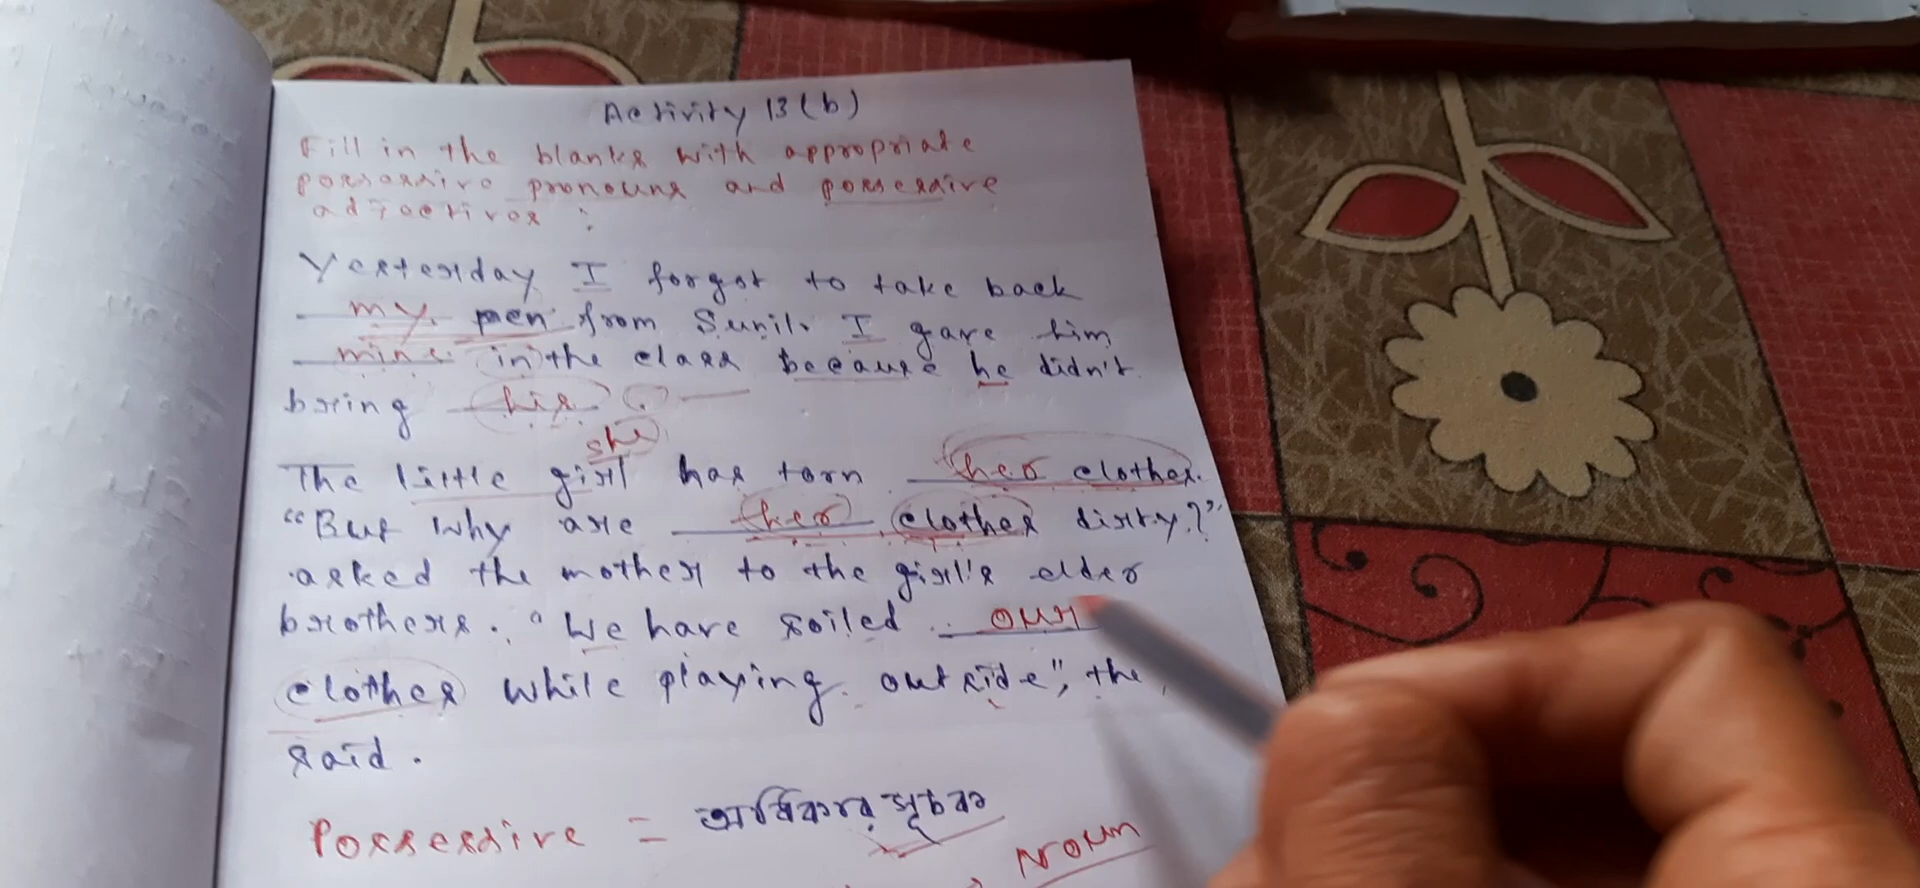 Activity 13 (b)
Fill in the blanks with appropriate
possessive pronouns and possessive
adjectives :
Yesterday I forgot to take back
my pen from Sunil. I gave him
mine in the class because he didn't
bring his.
she
The little girl has torn her clothes.
"But why are her clothes dirty?"
asked the mother to the girl's elder
brothers. "We have soiled our
clothes while playing outside", the
said.
Possessive = অধিকার সূচক
Noun